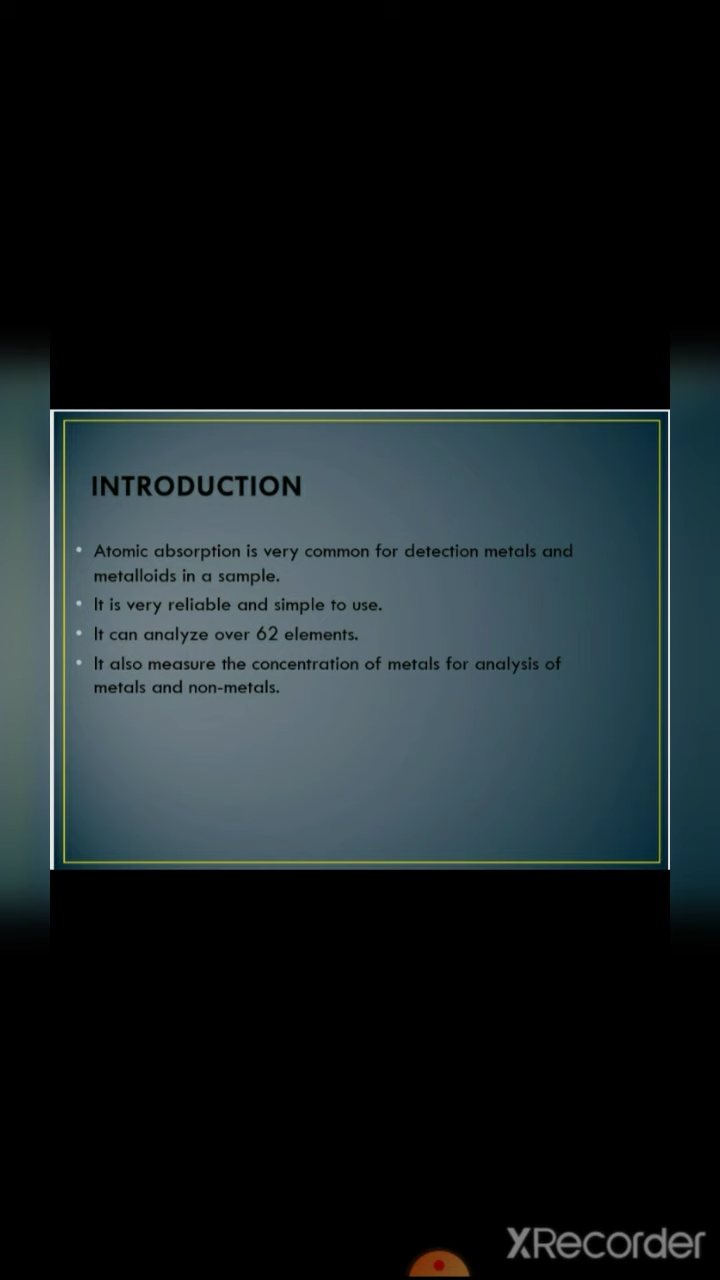 INTRODUCTION
• Atomic absorption is very common for detection metals and
metalloids in a sample.
• It is very reliable and simple to use.
• It can analyze over 62 elements.
• It also measure the concentration of metals for analysis of
metals and non-metals.
XRecorder